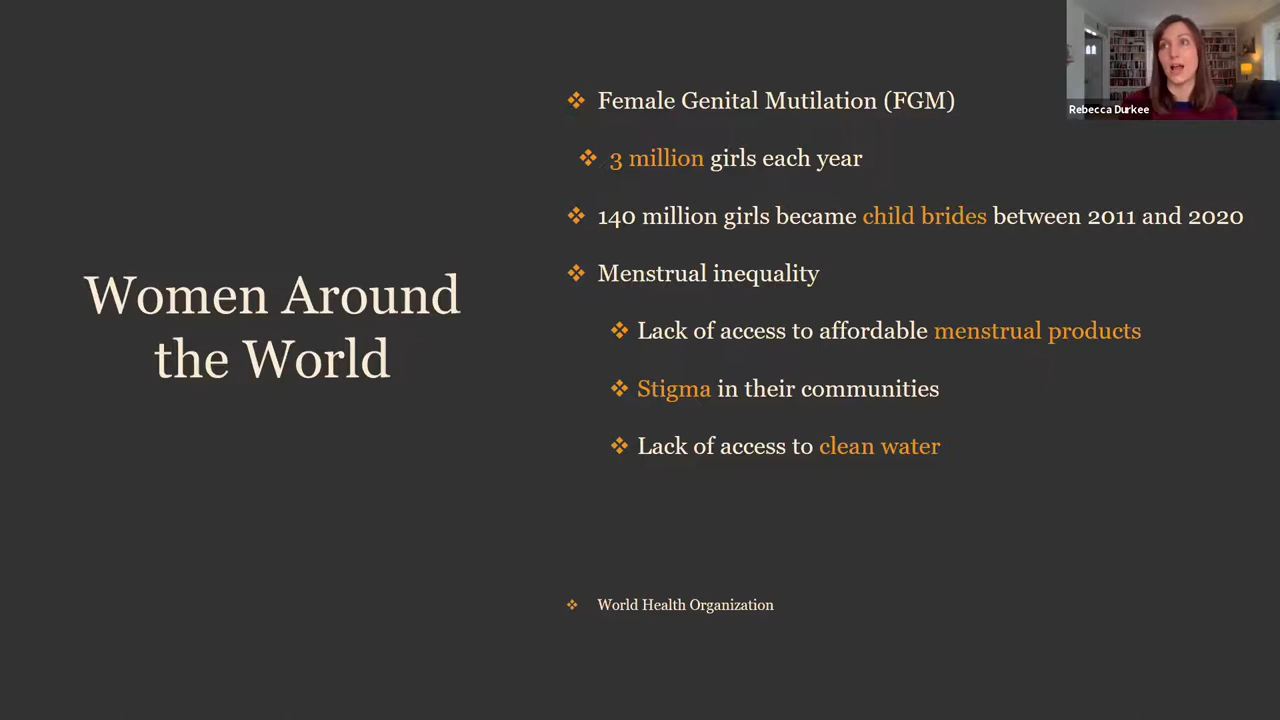 Women Around
the World
Female Genital Mutilation (FGM)
3 million girls each year
140 million girls became child brides between 2011 and 2020
Menstrual inequality
Lack of access to affordable menstrual products
Stigma in their communities
Lack of access to clean water
World Health Organization
Rebecca Durkee